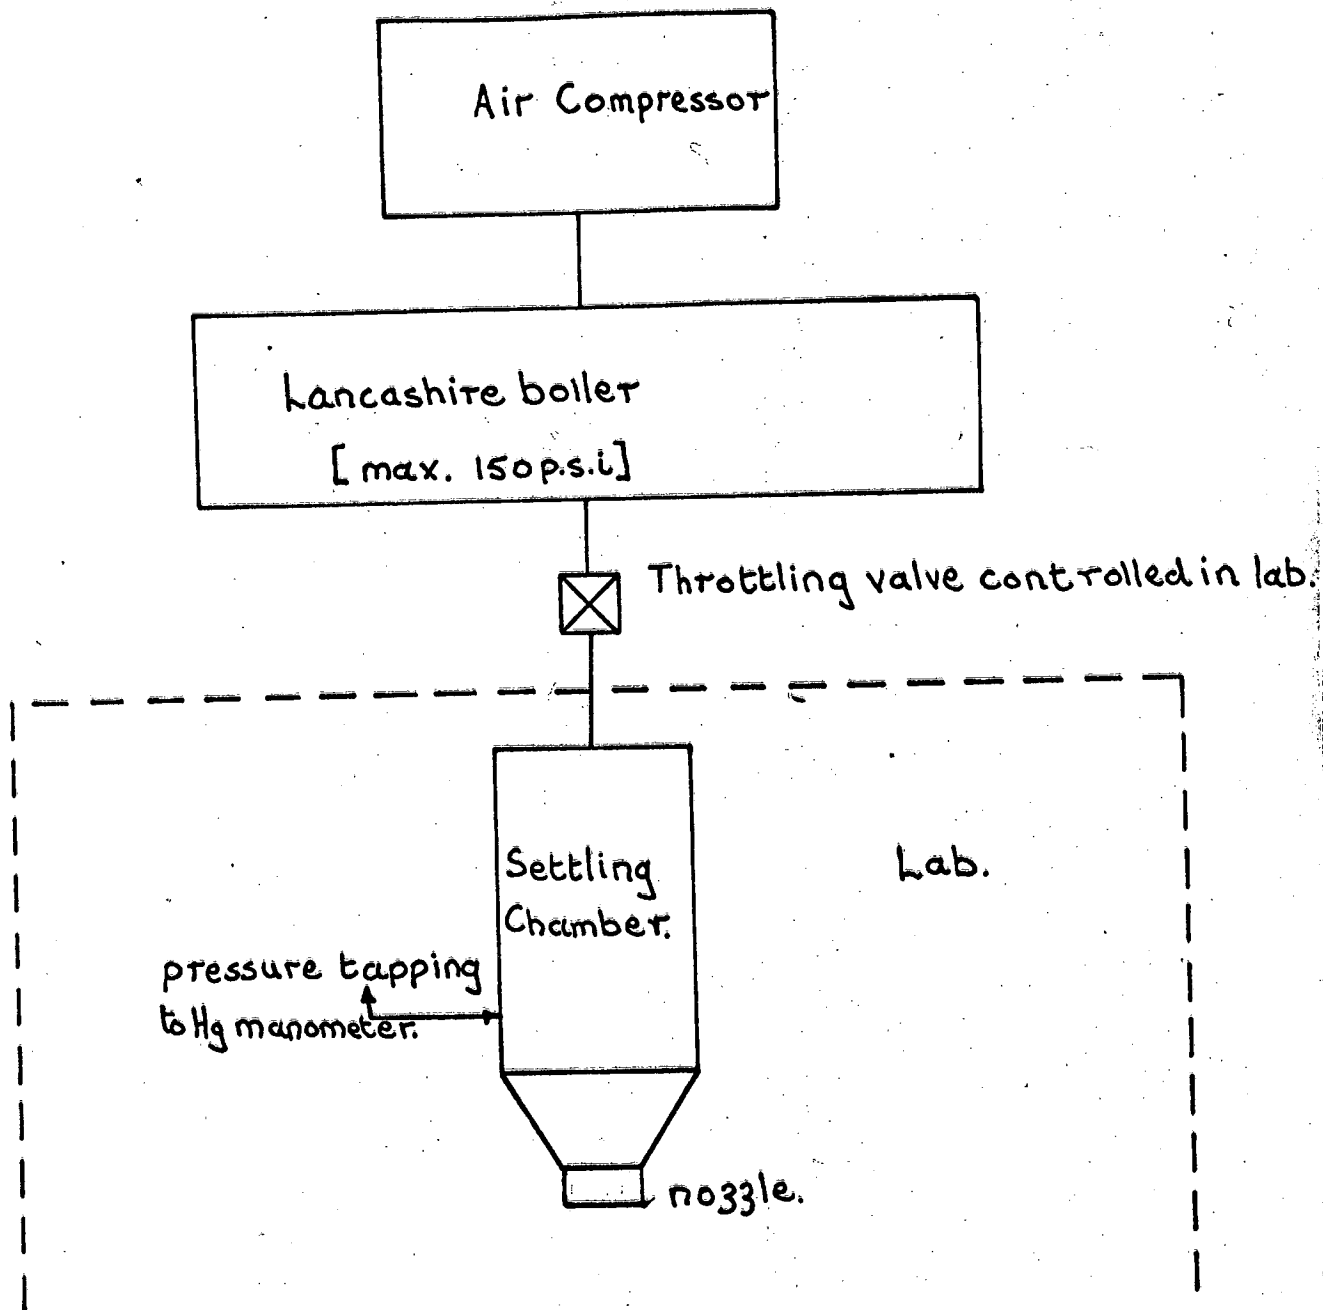 Air Compressor
Lancashire boiler
[max. 150 p.s.i]
Throttling valve controlled in lab.
Settling
Chamber.
Lab.
pressure tapping
to Hg manometer.
nozzle.